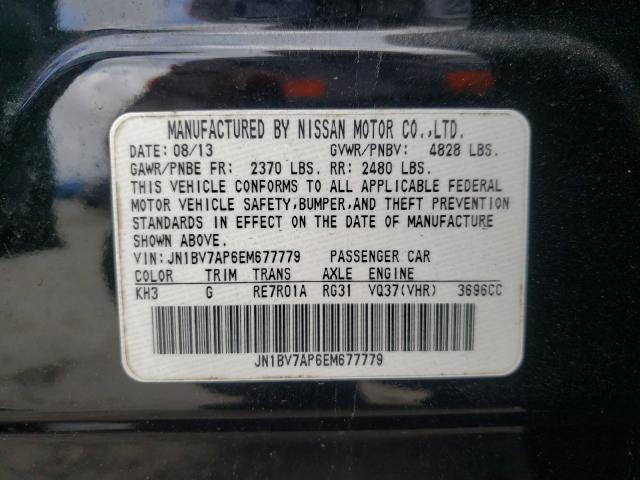 MANUFACTURED BY NISSAN MOTOR CO.,LTD.
DATE: 08/13 GVWR/PNBV: 4828 LBS.
GAWR/PNBE FR: 2370 LBS. RR: 2480 LBS.
THIS VEHICLE CONFORMS TO ALL APPLICABLE FEDERAL
MOTOR VEHICLE SAFETY,BUMPER,AND THEFT PREVENTION
STANDARDS IN EFFECT ON THE DATE OF MANUFACTURE
SHOWN ABOVE.
VIN: JN1BV7AP6EM677779 PASSENGER CAR
COLOR TRIM TRANS AXLE ENGINE
KH3 G RE7R01A RG31 VQ37(VHR) 3696CC
JN1BV7AP6EM677779